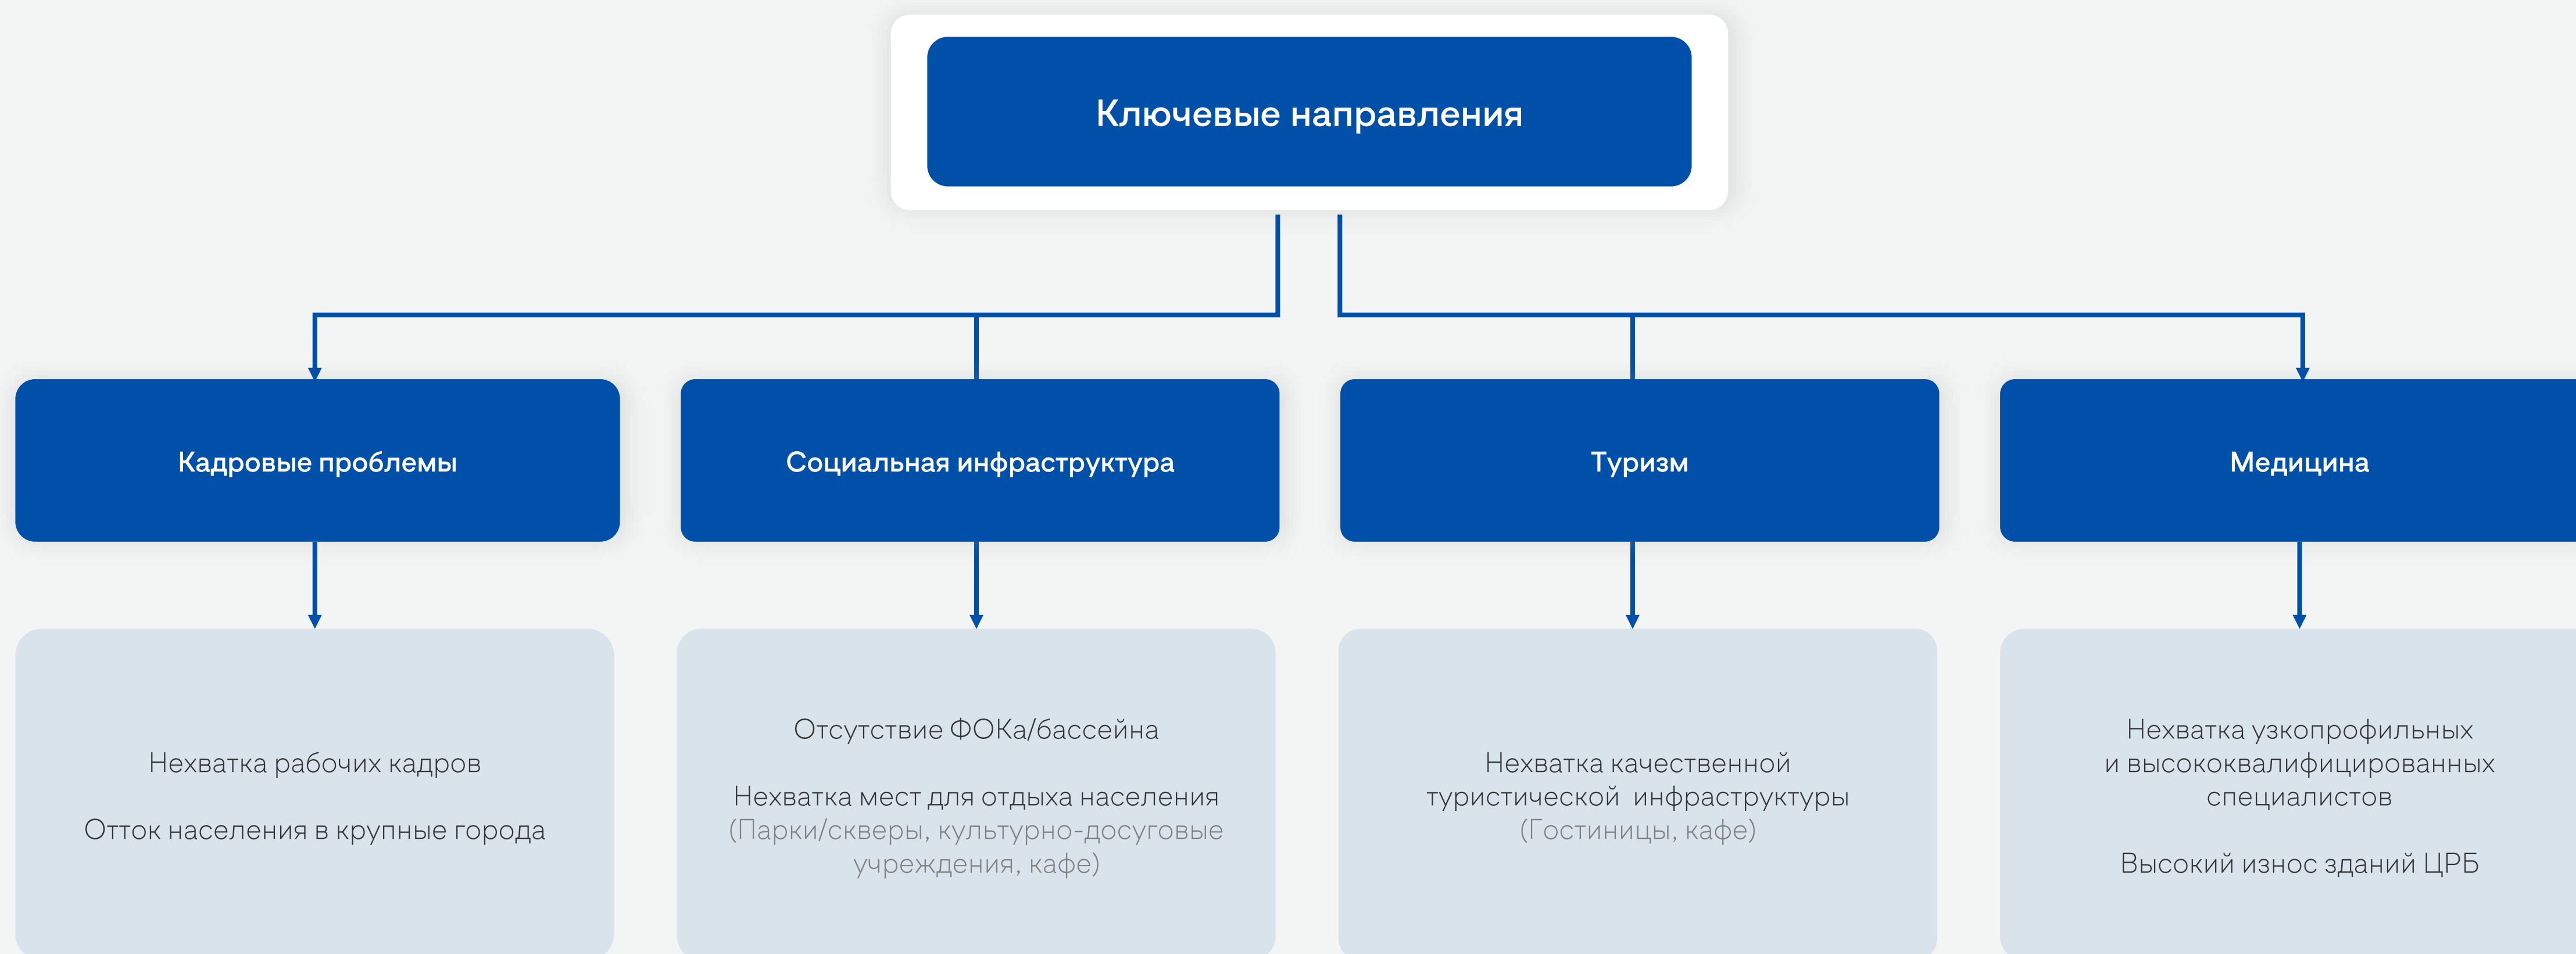 Ключевые направления
Кадровые проблемы
Социальная инфраструктура
Туризм
Медицина
Нехватка рабочих кадров
Отток населения в крупные города
Отсутствие ФОКа/бассейна
Нехватка мест для отдыха населения
(Парки/скверы, культурно-досуговые
учреждения, кафе)
Нехватка качественной
туристической инфраструктуры
(Гостиницы, кафе)
Нехватка узкопрофильных
и высококвалифицированных
специалистов
Высокий износ зданий ЦРБ